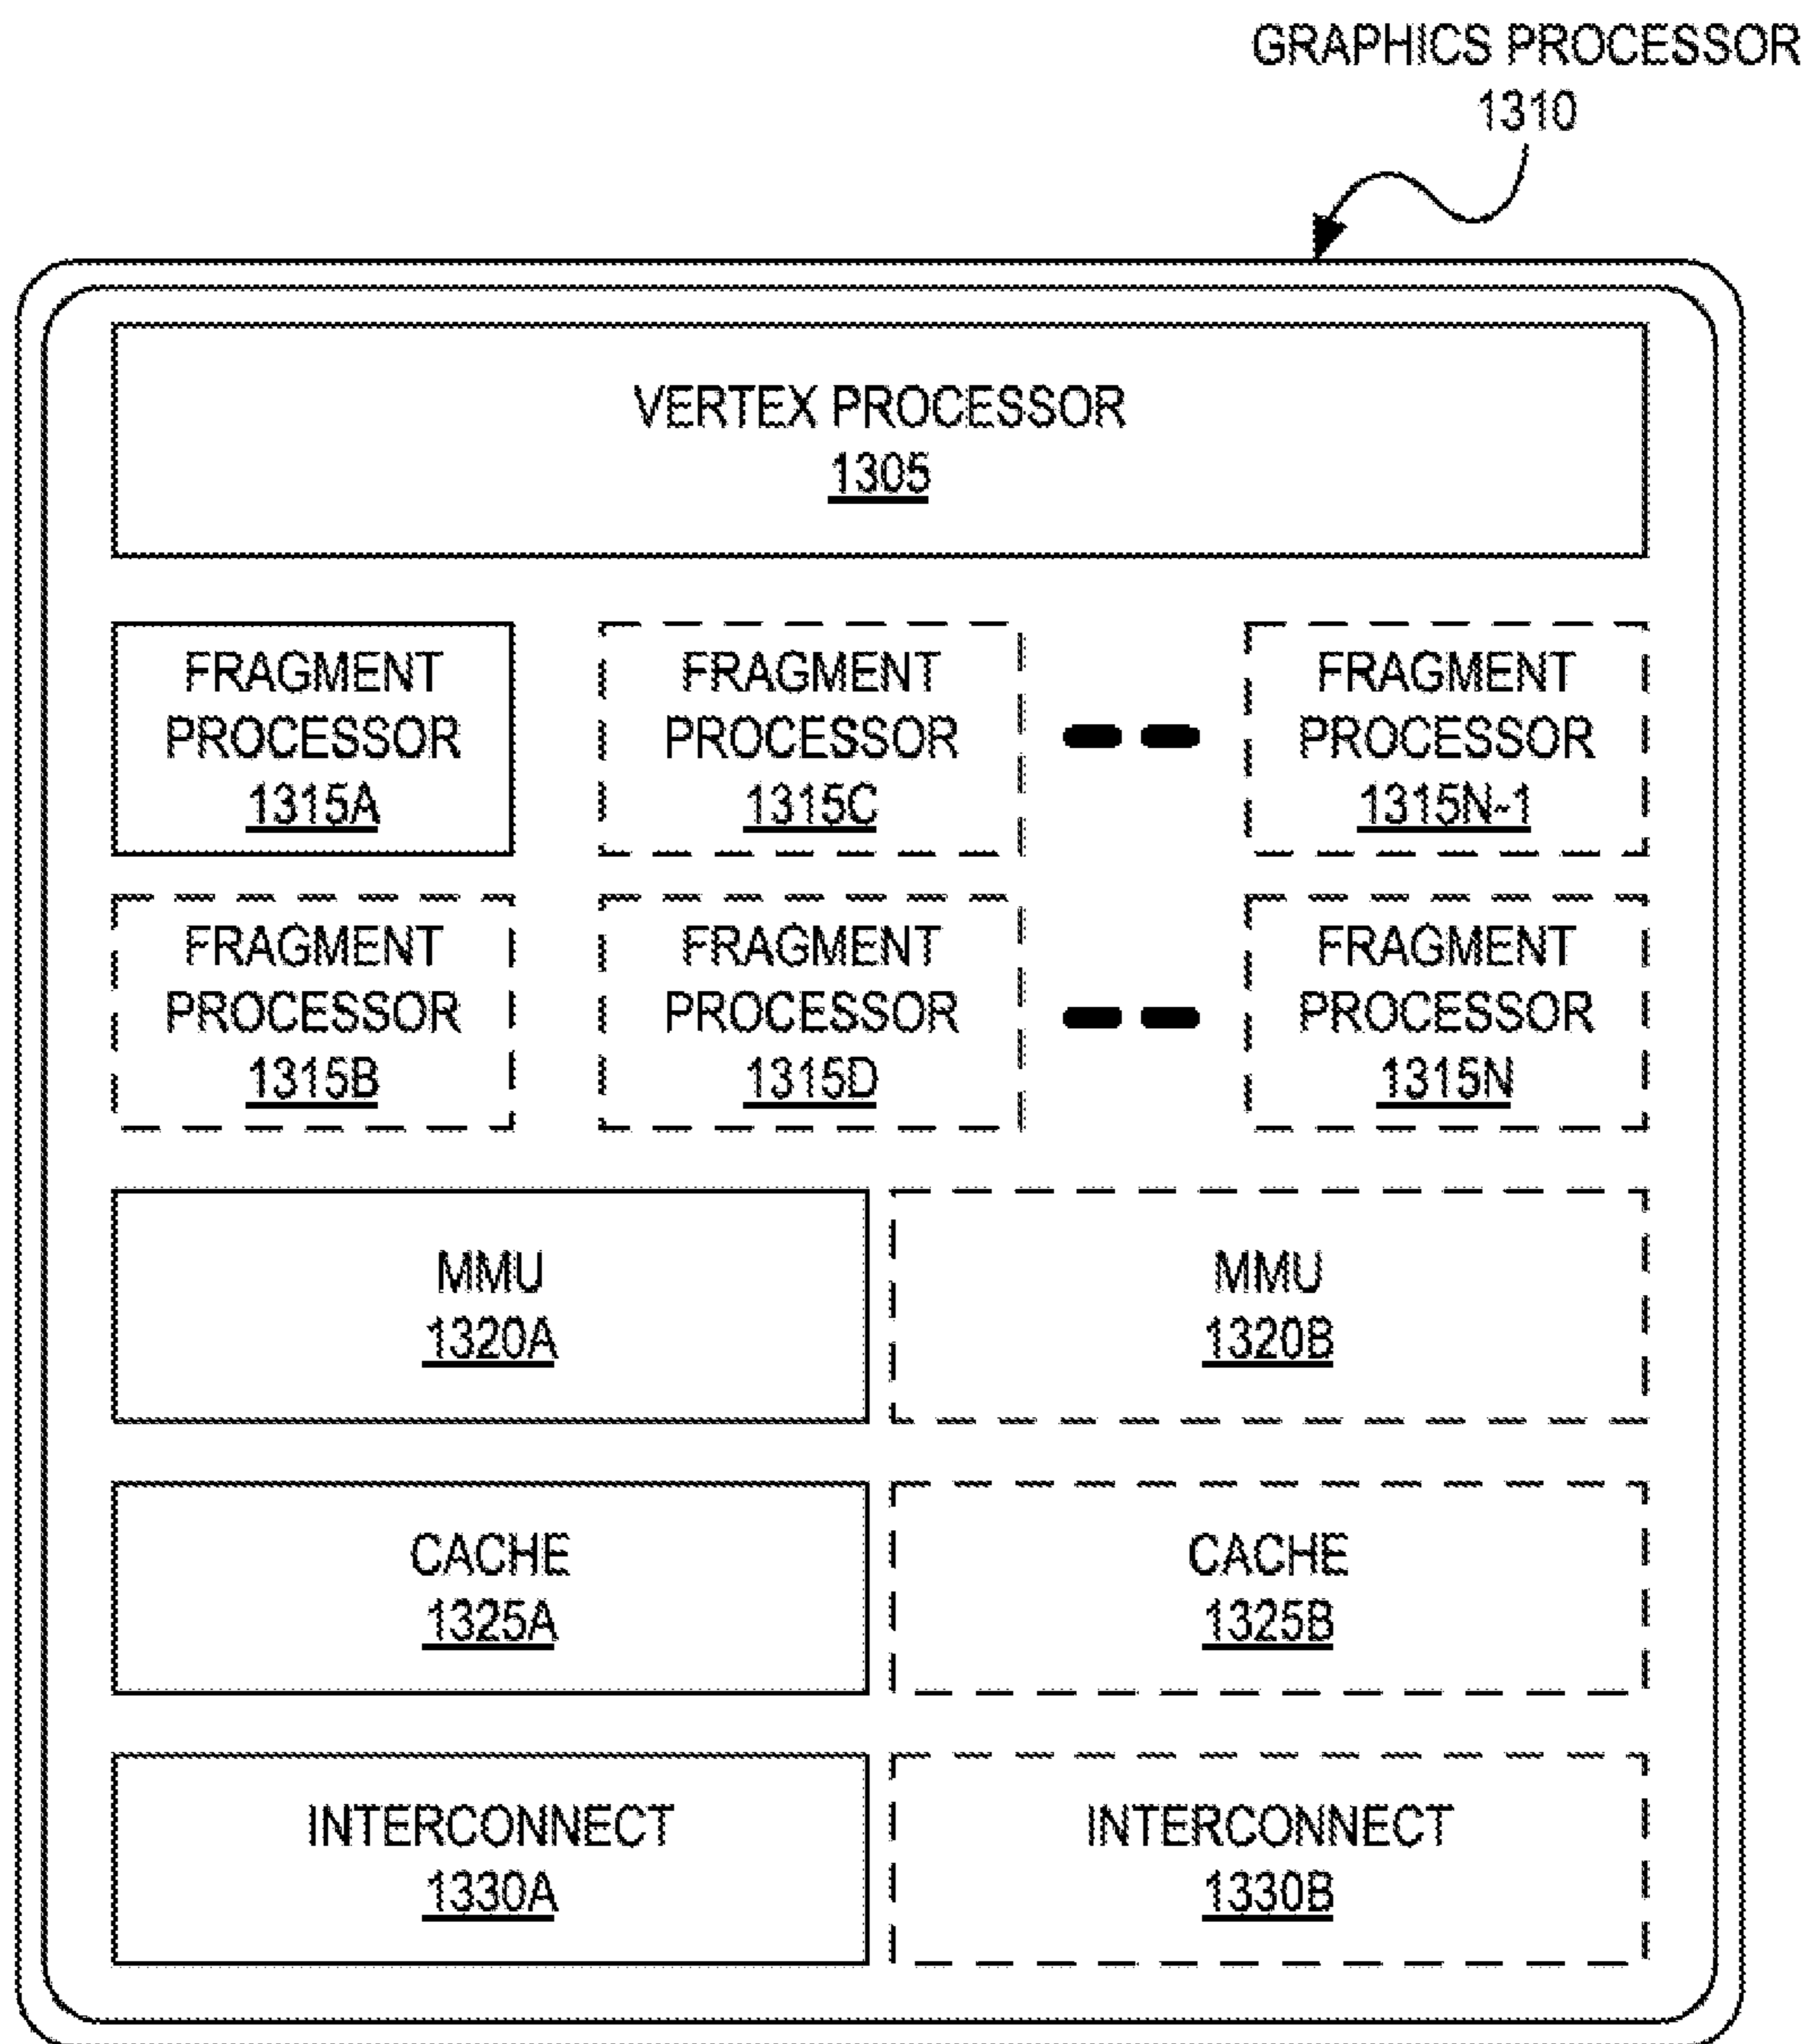 GRAPHICS PROCESSOR
1310
VERTEX PROCESSOR
1305
FRAGMENT
PROCESSOR
1315A
FRAGMENT
PROCESSOR
1315C
FRAGMENT
PROCESSOR
1315N-1
FRAGMENT
PROCESSOR
1315B
FRAGMENT
PROCESSOR
1315D
FRAGMENT
PROCESSOR
1315N
MMU
1320A
MMU
1320B
CACHE
1325A
CACHE
1325B
INTERCONNECT
1330A
INTERCONNECT
1330B